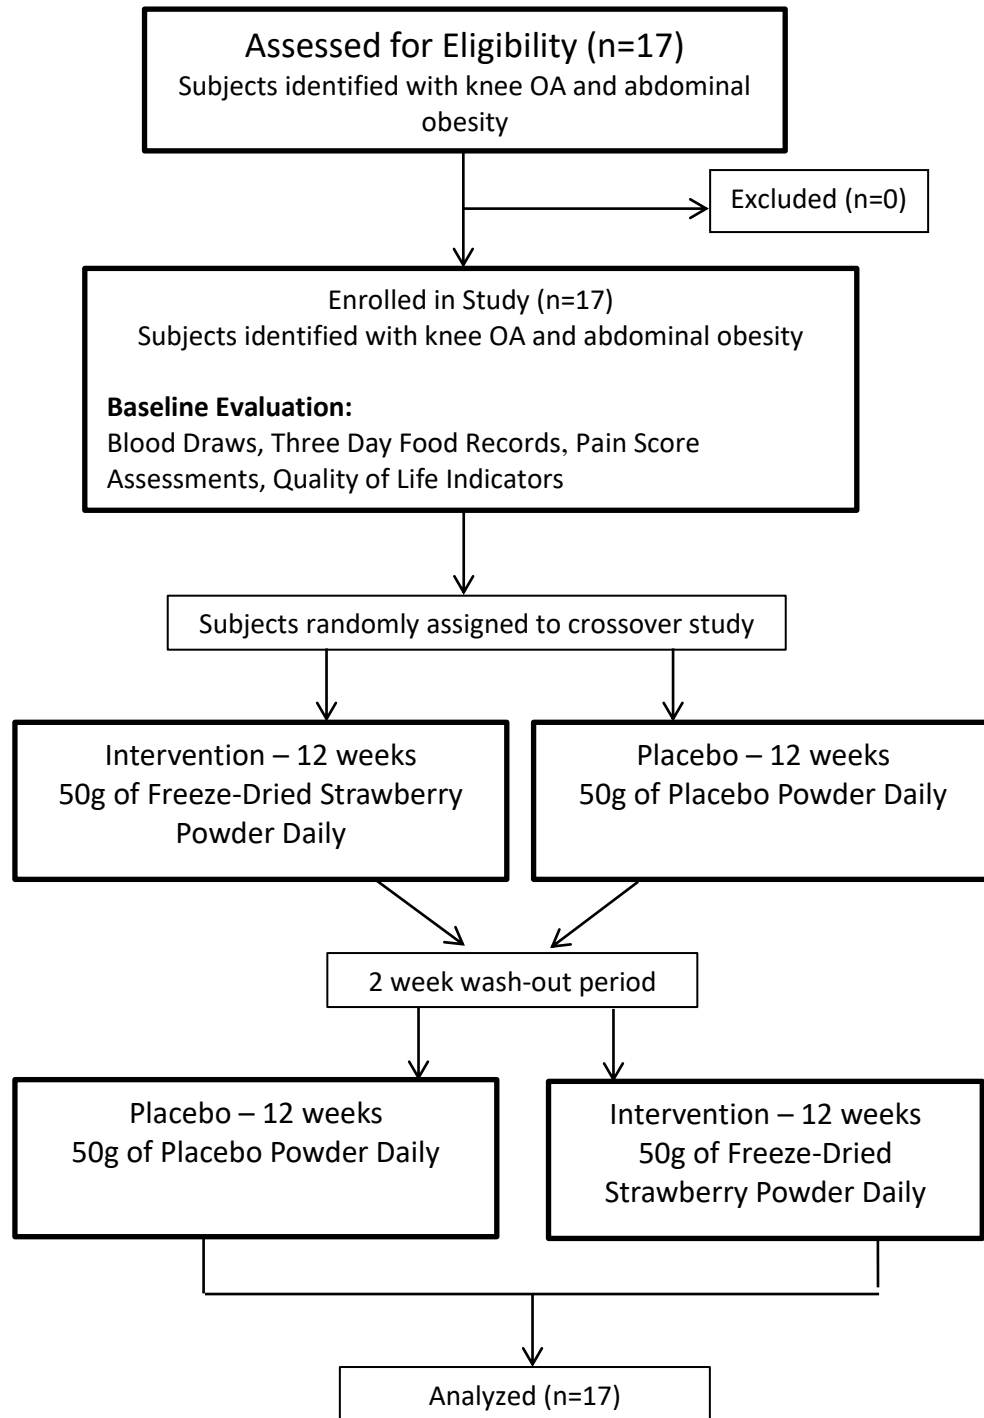 Assessed for Eligibility (n=17)
Subjects identified with knee OA and abdominal
obesity
Excluded (n=0)
Enrolled in Study (n=17)
Subjects identified with knee OA and abdominal obesity
Baseline Evaluation:
Blood Draws, Three Day Food Records, Pain Score
Assessments, Quality of Life Indicators
Subjects randomly assigned to crossover study
Intervention – 12 weeks
50g of Freeze-Dried Strawberry
Powder Daily
Placebo – 12 weeks
50g of Placebo Powder Daily
2 week wash-out period
Placebo – 12 weeks
50g of Placebo Powder Daily
Intervention – 12 weeks
50g of Freeze-Dried
Strawberry Powder Daily
Analyzed (n=17)